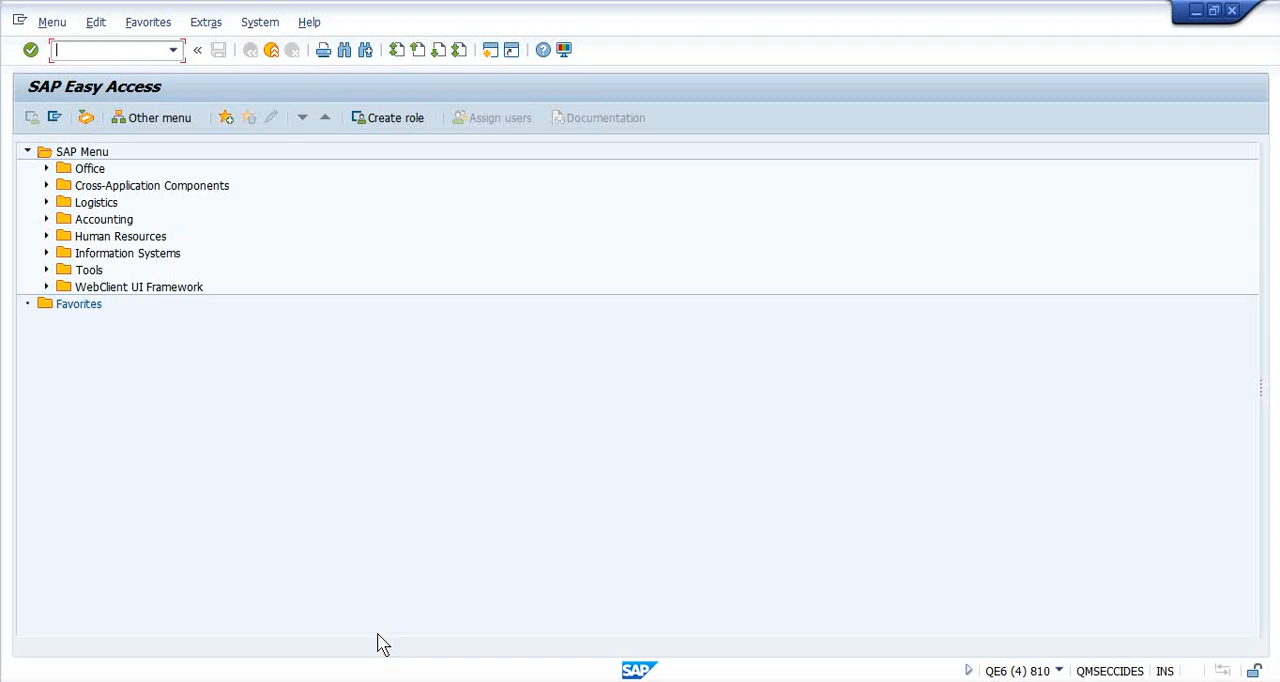 Menu Edit Favorites Extras System Help
SAP Easy Access
Other menu Create role Assign users Documentation
SAP Menu
Office
Cross-Application Components
Logistics
Accounting
Human Resources
Information Systems
Tools
WebClient UI Framework
Favorites
SAP QE6 (4) 810 QMSECCIDES INS